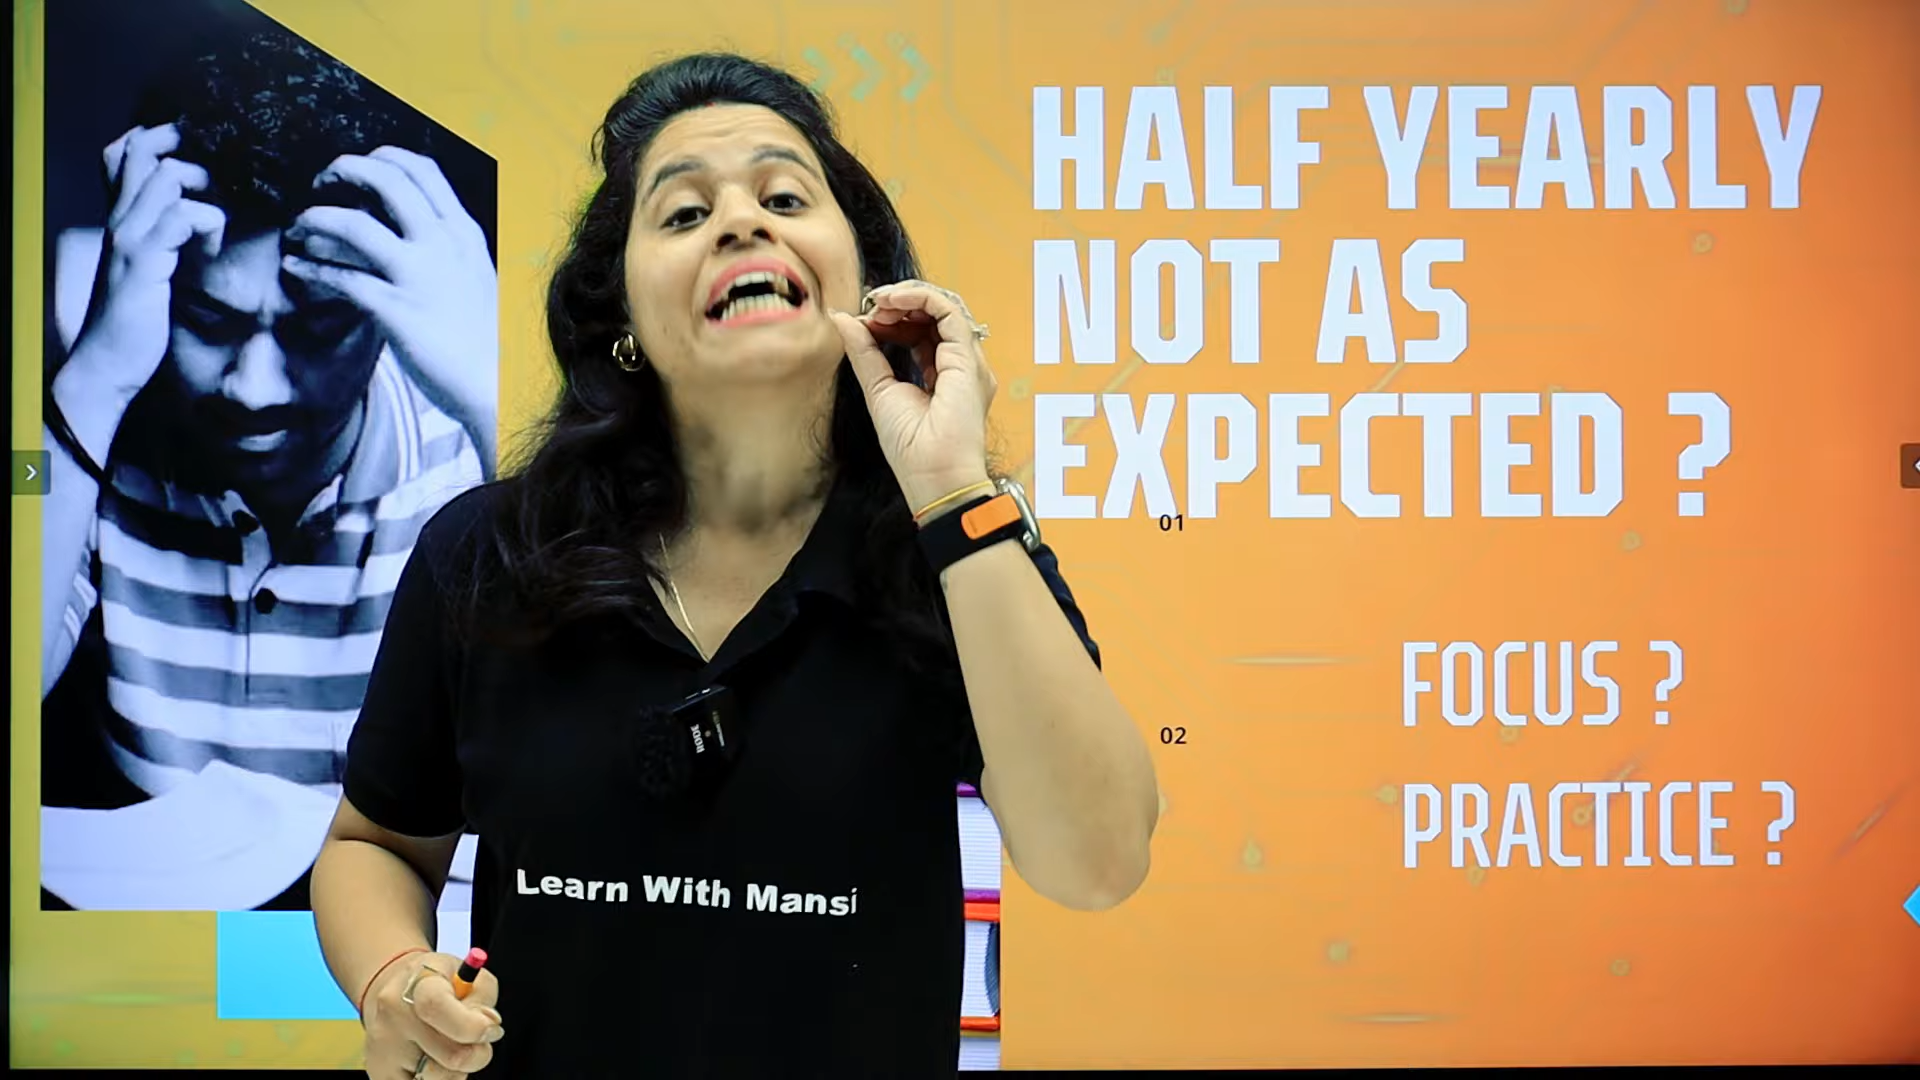 HALF YEARLY
NOT AS
EXPECTED ?
01
FOCUS ?
02
PRACTICE ?
RODE
Learn With Mansi